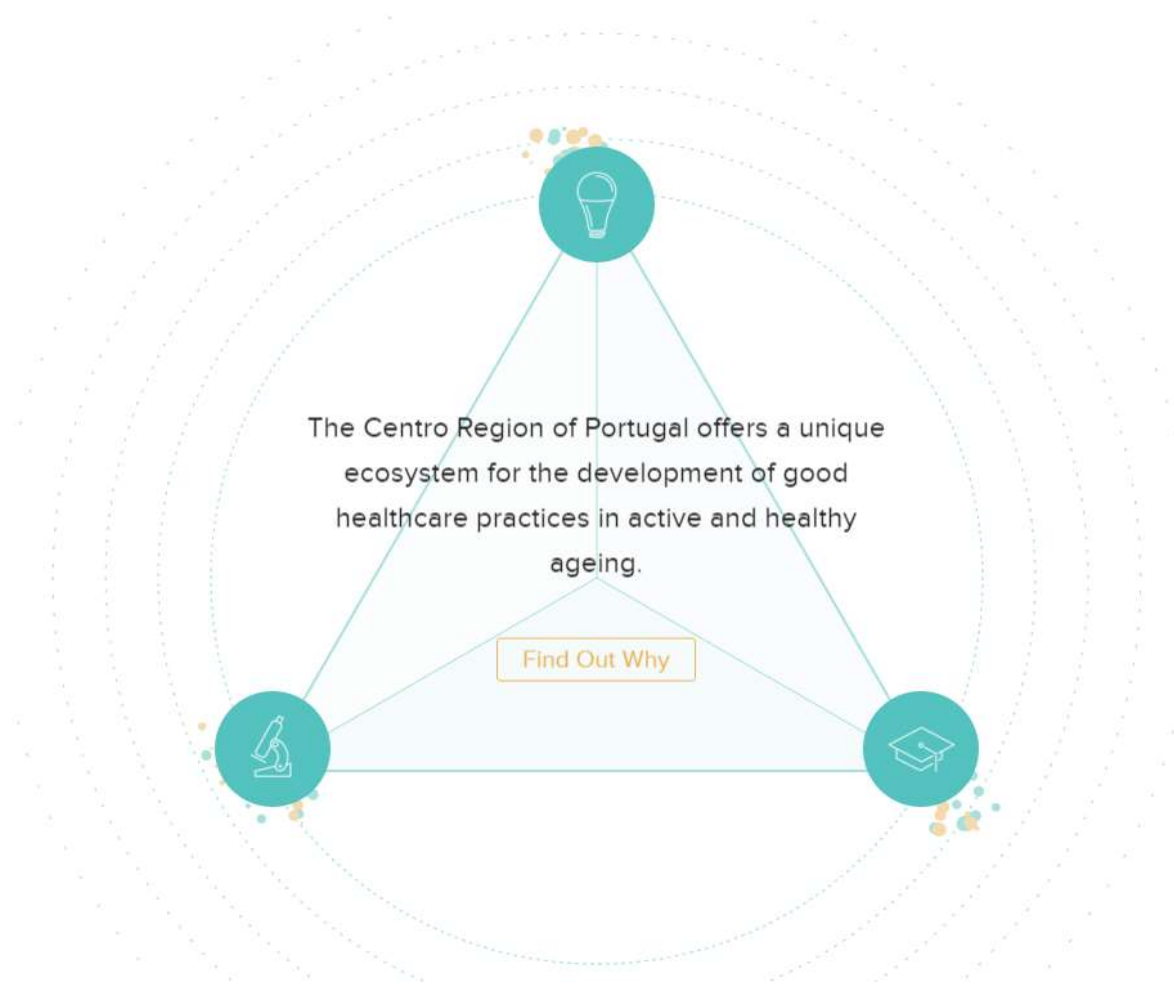 The Centro Region of Portugal offers a unique
ecosystem for the development of good
healthcare practices in active and healthy
ageing.
Find Out Why